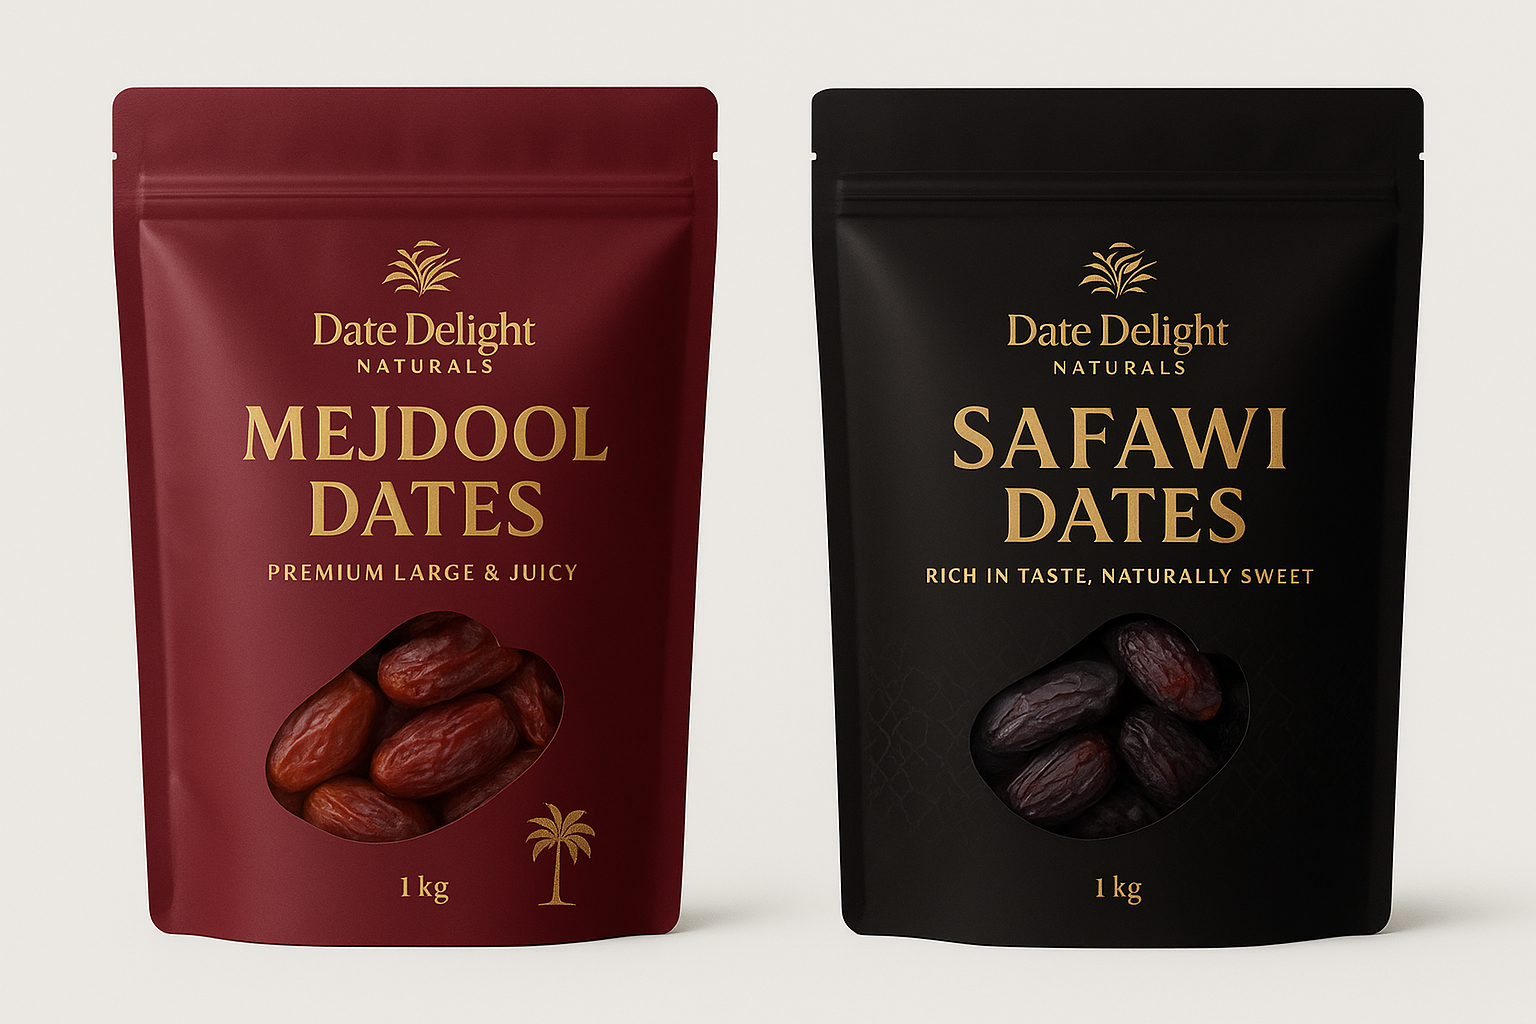 Date Delight
NATURALS
MEJDOOL
DATES
PREMIUM LARGE & JUICY
1 kg
Date Delight
NATURALS
SAFAWI
DATES
RICH IN TASTE, NATURALLY SWEET
1 kg